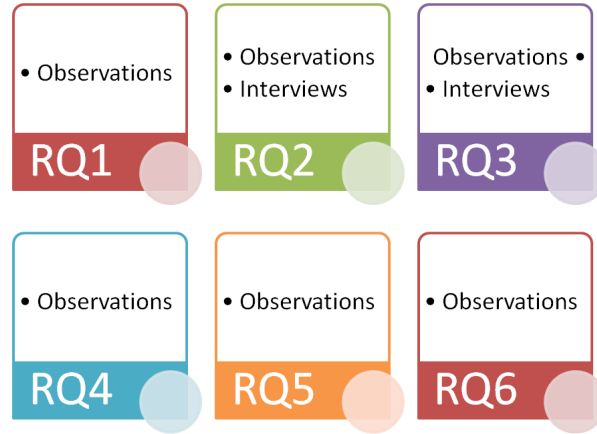 • Observations
RQ1
• Observations
• Interviews
RQ2
Observations •
• Interviews
RQ3
• Observations
RQ4
• Observations
RQ5
• Observations
RQ6